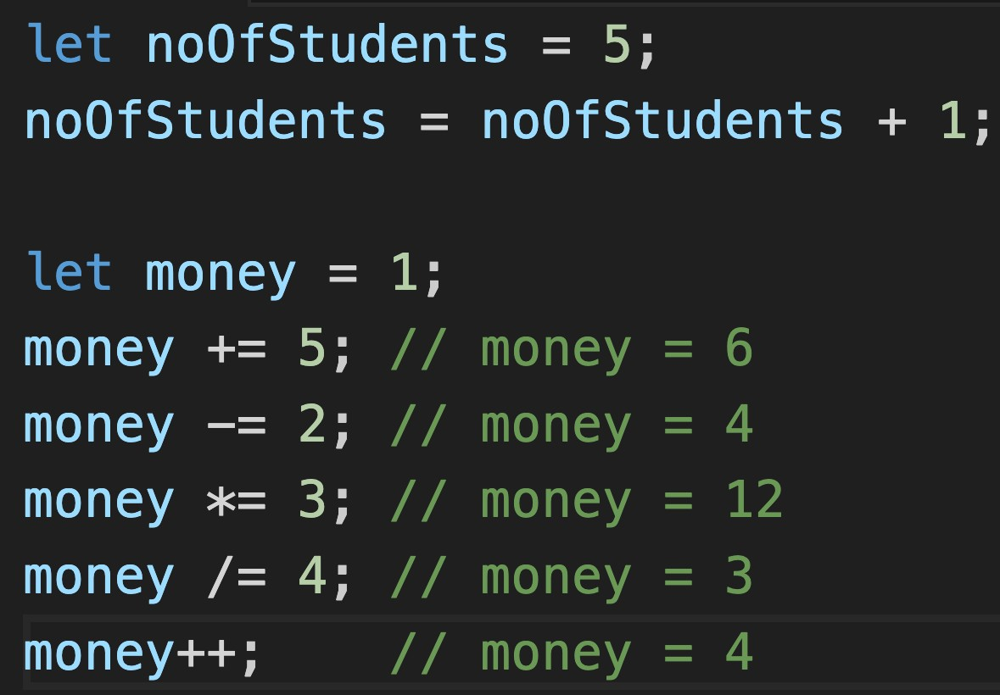 let noOfStudents = 5;
noOfStudents = noOfStudents + 1;
let money = 1;
money += 5; // money = 6
money -= 2; // money = 4
money *= 3; // money = 12
money /= 4; // money = 3
money++;    // money = 4